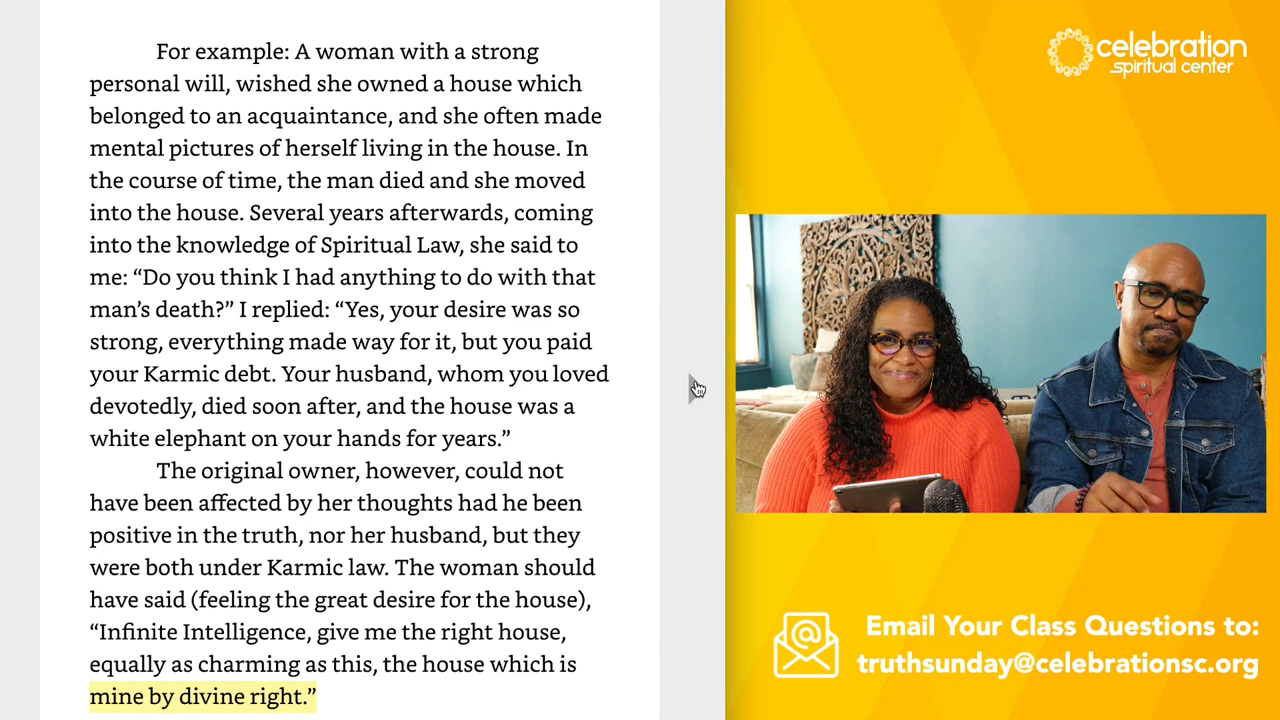 For example: A woman with a strong
personal will, wished she owned a house which
belonged to an acquaintance, and she often made
mental pictures of herself living in the house. In
the course of time, the man died and she moved
into the house. Several years afterwards, coming
into the knowledge of Spiritual Law, she said to
me: “Do you think I had anything to do with that
man’s death?” I replied: “Yes, your desire was so
strong, everything made way for it, but you paid
your Karmic debt. Your husband, whom you loved
devotedly, died soon after, and the house was a
white elephant on your hands for years.”
The original owner, however, could not
have been affected by her thoughts had he been
positive in the truth, nor her husband, but they
were both under Karmic law. The woman should
have said (feeling the great desire for the house),
“Infinite Intelligence, give me the right house,
equally as charming as this, the house which is
mine by divine right.”
celebration
spiritual center
Email Your Class Questions to:
truthsunday@celebrationsc.org